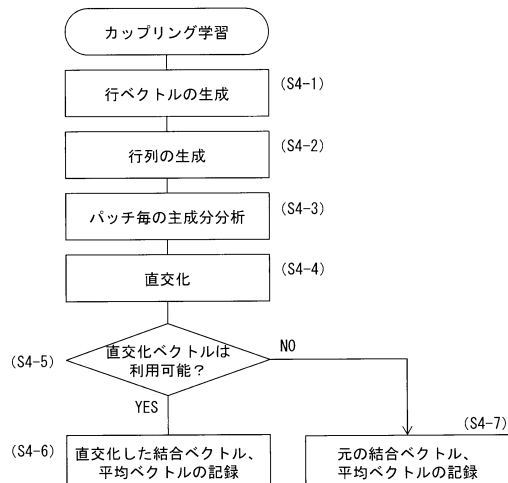 カップリング学習
行ベクトルの生成
(S4-1)
行列の生成
(S4-2)
パッチ毎の主成分分析
(S4-3)
直交化
(S4-4)
(S4-5)
直交化ベクトルは
利用可能？
NO
YES
(S4-6)
直交化した結合ベクトル、
平均ベクトルの記録
(S4-7)
元の結合ベクトル、
平均ベクトルの記録